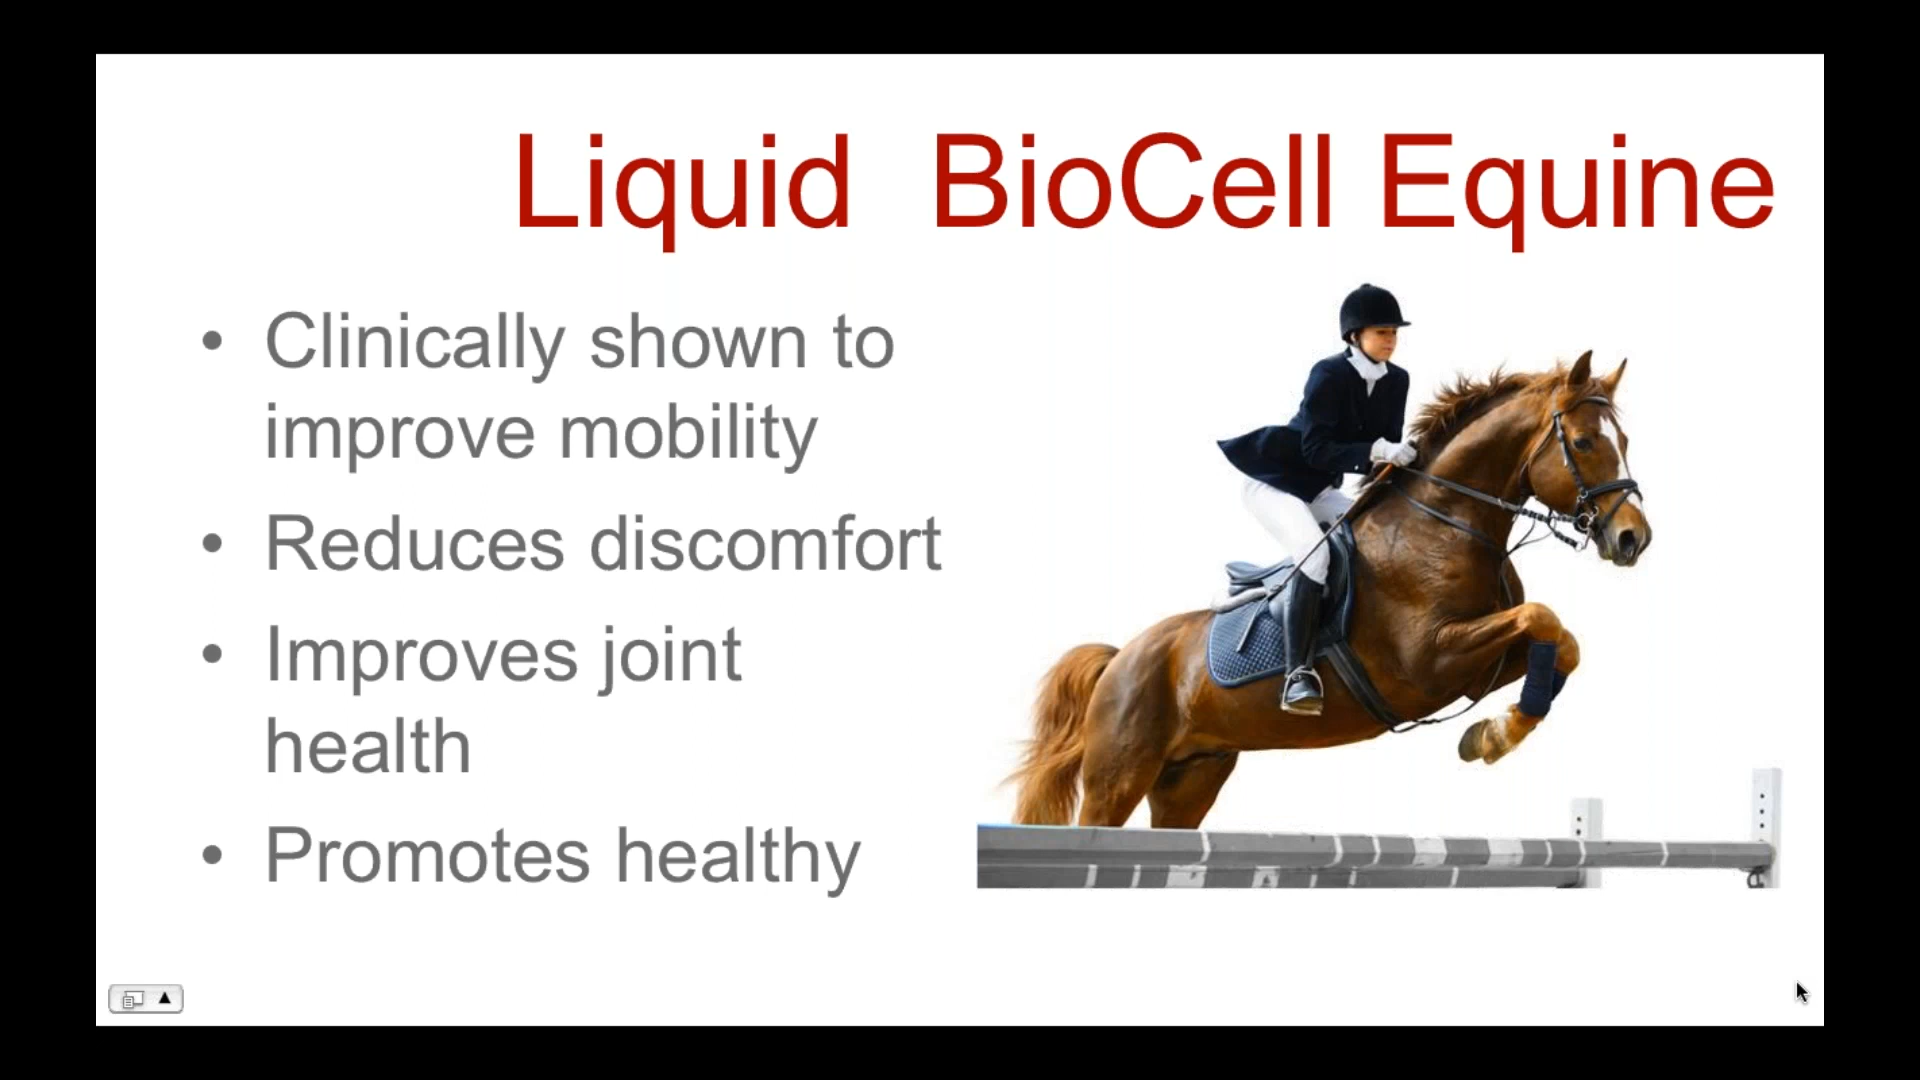 Liquid  BioCell Equine
• Clinically shown to
improve mobility
• Reduces discomfort
• Improves joint
health
• Promotes healthy